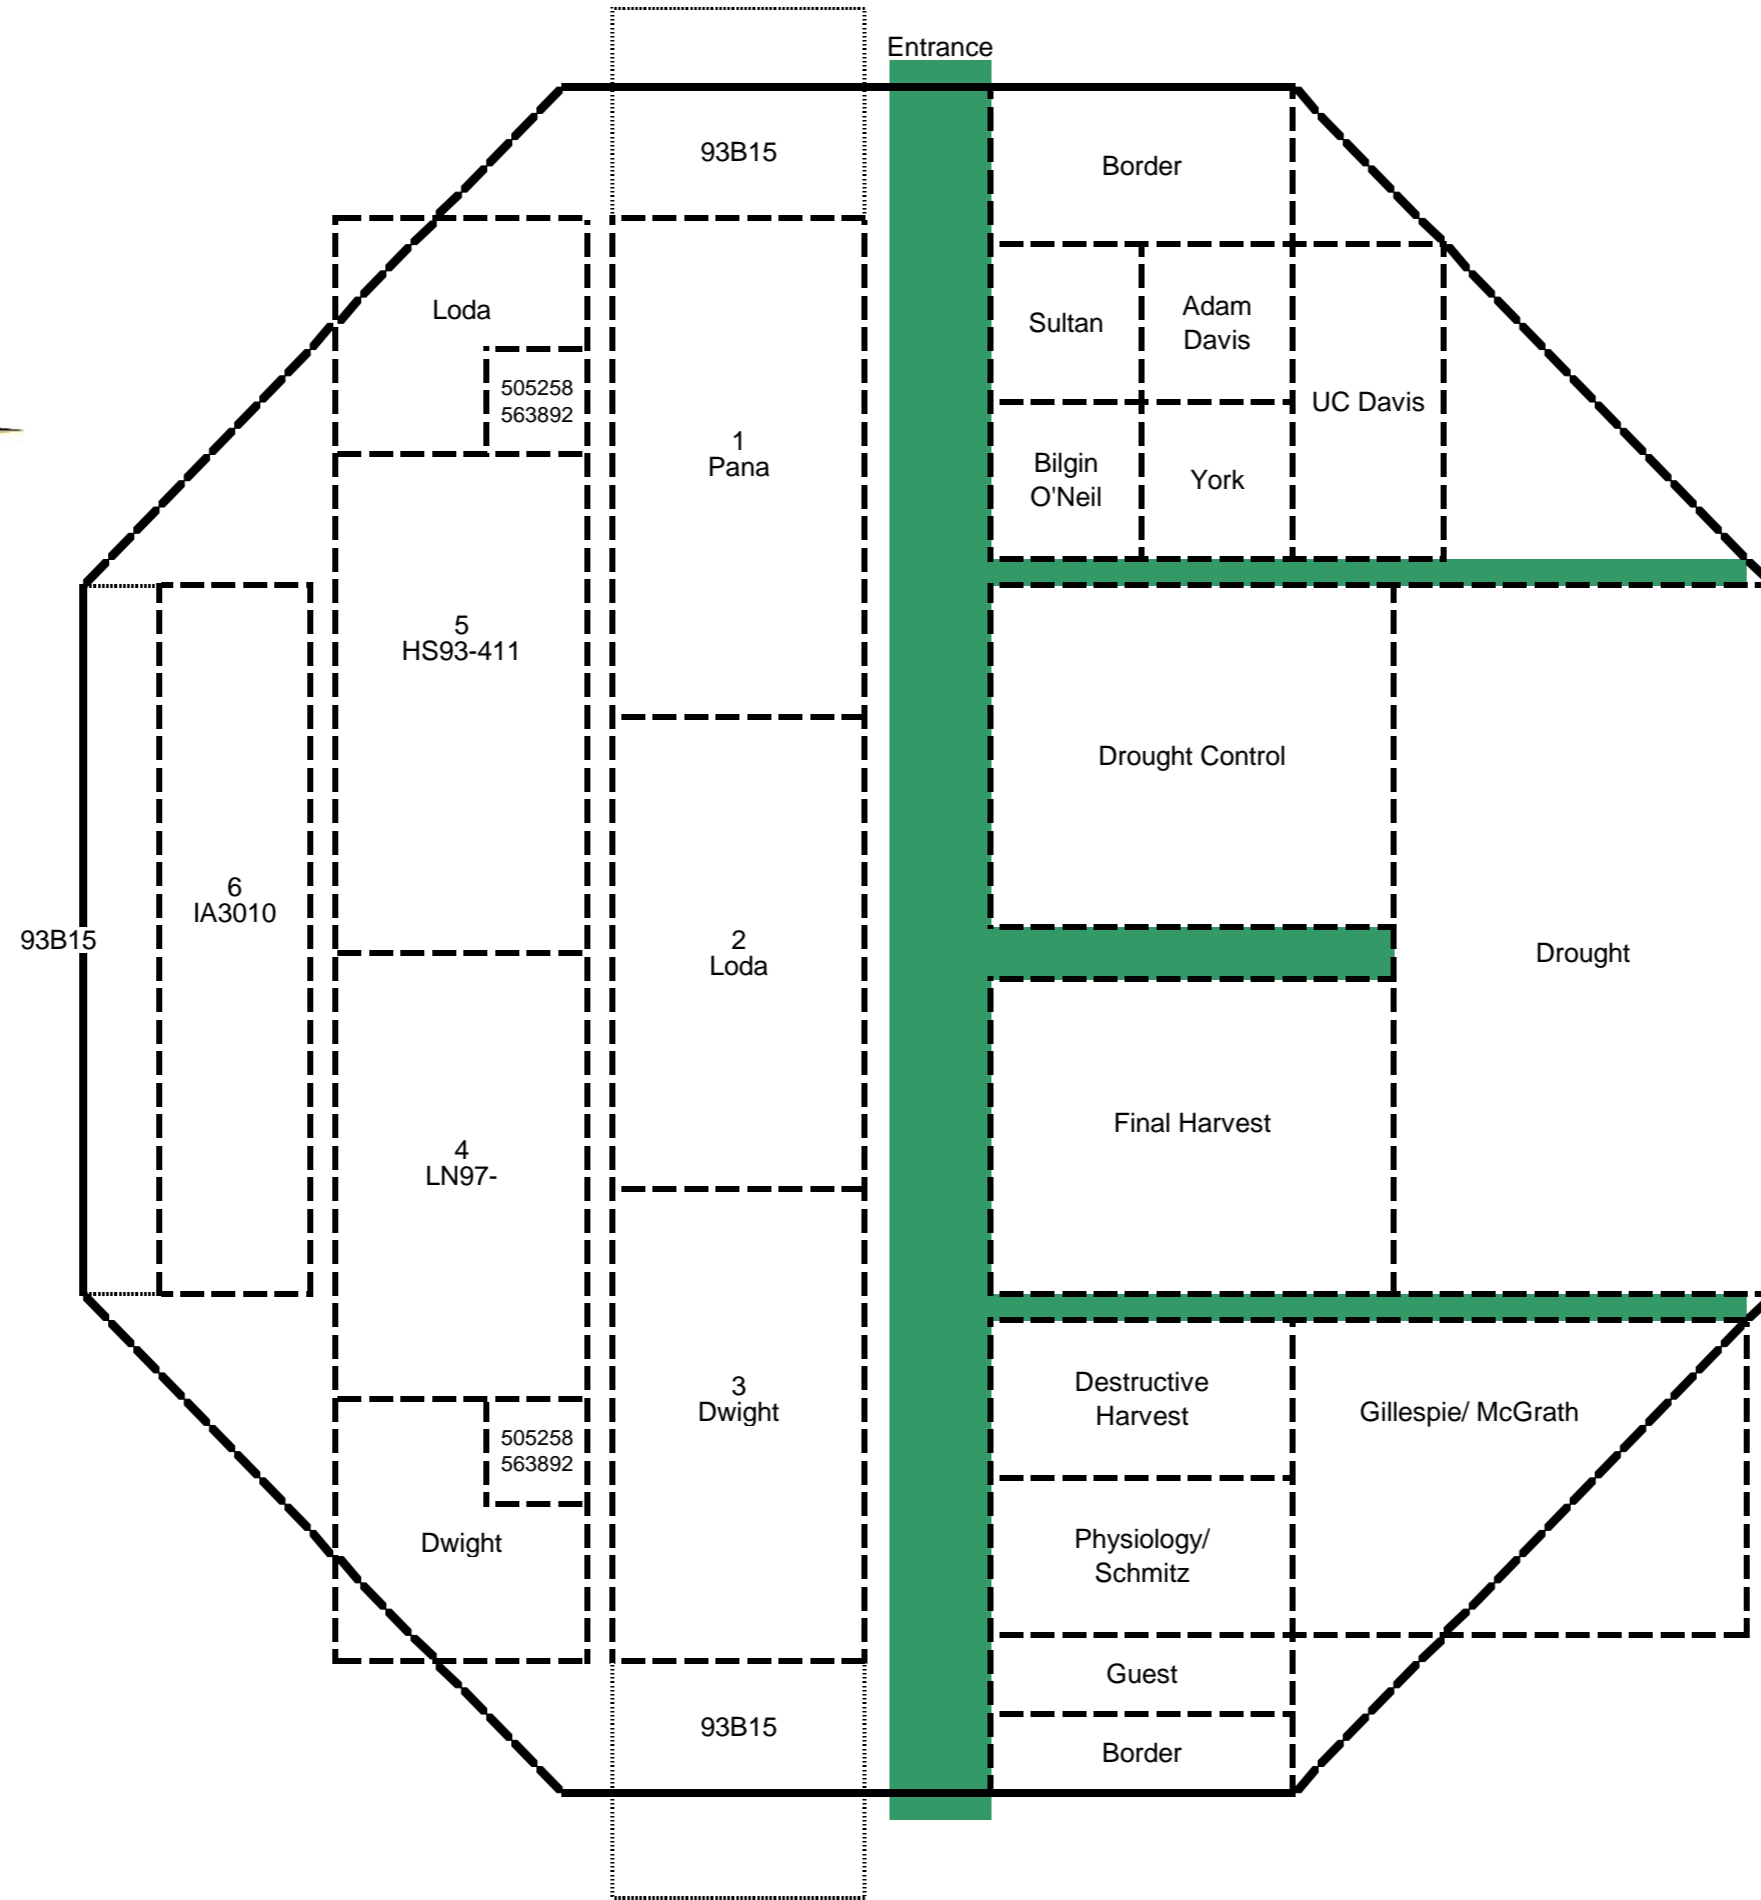 Entrance
93B15
Border
Loda
505258
563892
1
Pana
Sultan
Adam
Davis
UC Davis
Bilgin
O'Neil
York
5
HS93-411
Drought Control
6
IA3010
93B15
2
Loda
Drought
4
LN97-
Final Harvest
3
Dwight
505258
563892
Dwight
Destructive
Harvest
Gillespie/ McGrath
Physiology/
Schmitz
Guest
93B15
Border